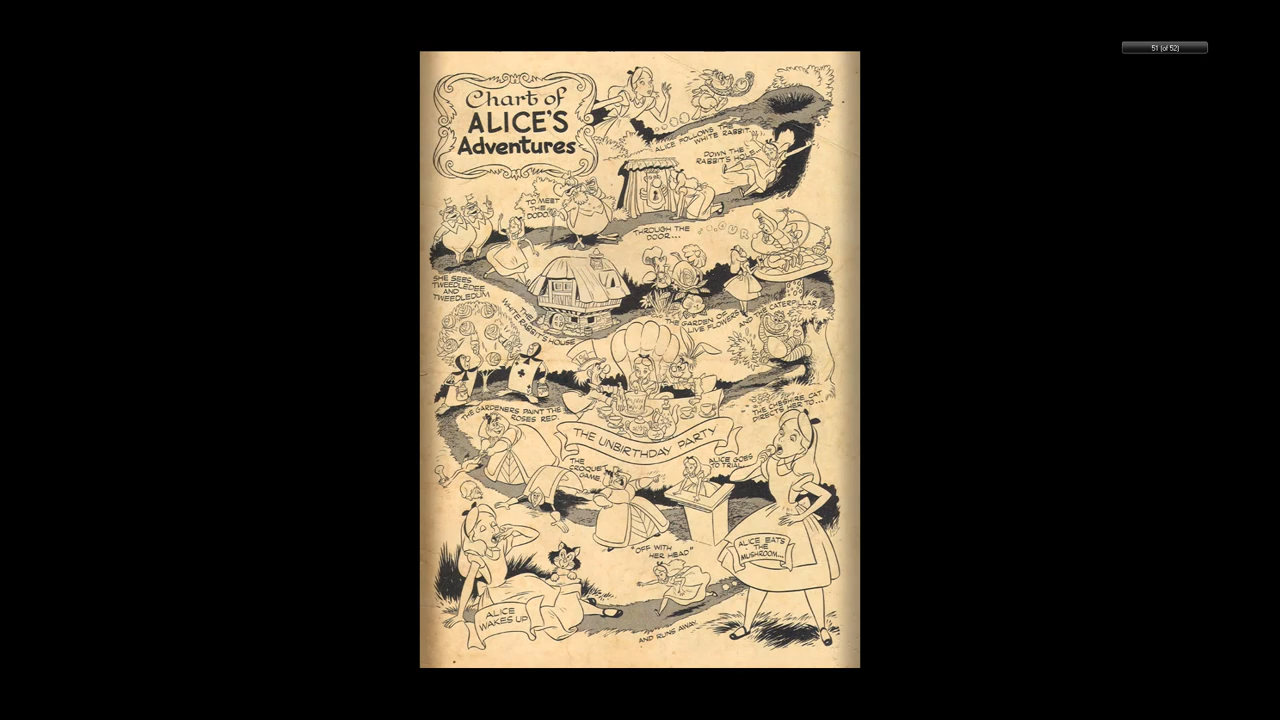 51 (of 52)
Chart of
ALICE'S
Adventures
ALICE FOLLOWS THE
WHITE RABBIT...
DOWN THE
RABBIT'S HOLE
THROUGH THE
DOOR...
TO MEET
THE
DODO
SHE SEES
TWEEDLEDEE
AND
TWEEDLEDUM
THE
WHITE RABBIT'S HOUSE
THE GARDEN OF
LIVE FLOWERS
AND THE CATERPILLAR
THE CHESHIRE CAT
DIRECTS HER TO...
THE UNBIRTHDAY PARTY
THE GARDENERS PAINT THE
ROSES RED.
THE
CROQUET
GAME
ALICE GOES
TO TRIAL
ALICE EATS
THE
MUSHROOM...
"OFF WITH
HER HEAD"
AND RUNS AWAY
ALICE
WAKES UP